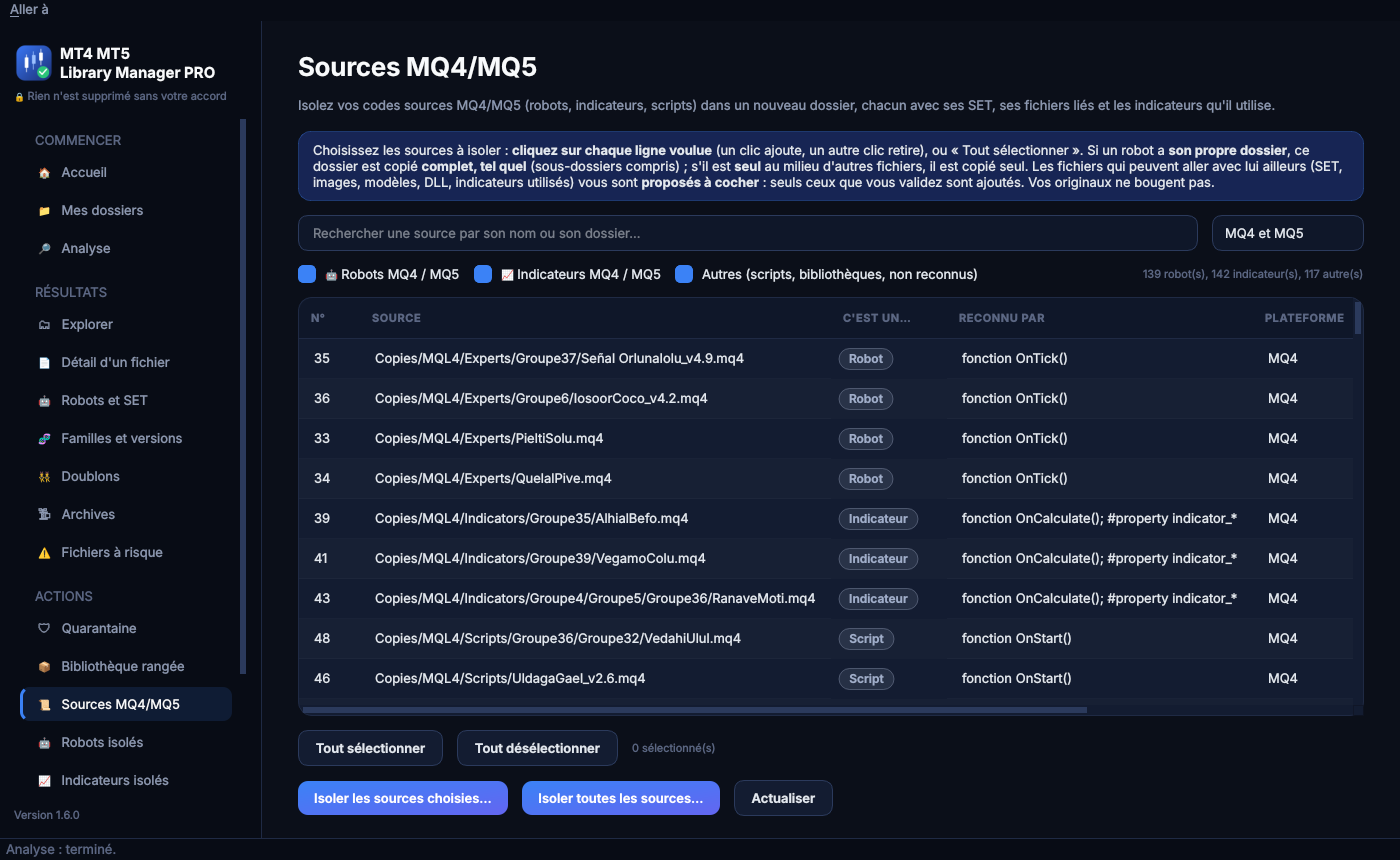 Aller à
MT4 MT5
Library Manager PRO
Rien n'est supprimé sans votre accord
COMMENCER
Accueil
Mes dossiers
Analyse
RÉSULTATS
Explorer
Détail d'un fichier
Robots et SET
Familles et versions
Doublons
Archives
Fichiers à risque
ACTIONS
Quarantaine
Bibliothèque rangée
Sources MQ4/MQ5
Robots isolés
Indicateurs isolés
Version 1.6.0
Sources MQ4/MQ5
Isolez vos codes sources MQ4/MQ5 (robots, indicateurs, scripts) dans un nouveau dossier, chacun avec ses SET, ses fichiers liés et les indicateurs qu'il utilise.
Choisissez les sources à isoler : cliquez sur chaque ligne voulue (un clic ajoute, un autre clic retire), ou « Tout sélectionner ». Si un robot a son propre dossier, ce
dossier est copié complet, tel quel (sous-dossiers compris) ; s'il est seul au milieu d'autres fichiers, il est copié seul. Les fichiers qui peuvent aller avec lui ailleurs (SET,
images, modèles, DLL, indicateurs utilisés) vous sont proposés à cocher : seuls ceux que vous validez sont ajoutés. Vos originaux ne bougent pas.
Rechercher une source par son nom ou son dossier...
MQ4 et MQ5
Robots MQ4 / MQ5 Indicateurs MQ4 / MQ5 Autres (scripts, bibliothèques, non reconnus) 139 robot(s), 142 indicateur(s), 117 autre(s)
N° SOURCE C'EST UN... RECONNU PAR PLATEFORME
35 Copies/MQL4/Experts/Groupe37/Señal Orlunalolu_v4.9.mq4 Robot fonction OnTick() MQ4
36 Copies/MQL4/Experts/Groupe6/IosoorCoco_v4.2.mq4 Robot fonction OnTick() MQ4
33 Copies/MQL4/Experts/PieltiSolu.mq4 Robot fonction OnTick() MQ4
34 Copies/MQL4/Experts/QuelalPive.mq4 Robot fonction OnTick() MQ4
39 Copies/MQL4/Indicators/Groupe35/AlhialBefo.mq4 Indicateur fonction OnCalculate(); #property indicator_* MQ4
41 Copies/MQL4/Indicators/Groupe39/VegamoColu.mq4 Indicateur fonction OnCalculate(); #property indicator_* MQ4
43 Copies/MQL4/Indicators/Groupe4/Groupe5/Groupe36/RanaveMoti.mq4 Indicateur fonction OnCalculate(); #property indicator_* MQ4
48 Copies/MQL4/Scripts/Groupe36/Groupe32/VedahiUlul.mq4 Script fonction OnStart() MQ4
46 Copies/MQL4/Scripts/UldagaGael_v2.6.mq4 Script fonction OnStart() MQ4
Tout sélectionner Tout désélectionner 0 sélectionné(s)
Isoler les sources choisies... Isoler toutes les sources... Actualiser
Analyse : terminé.